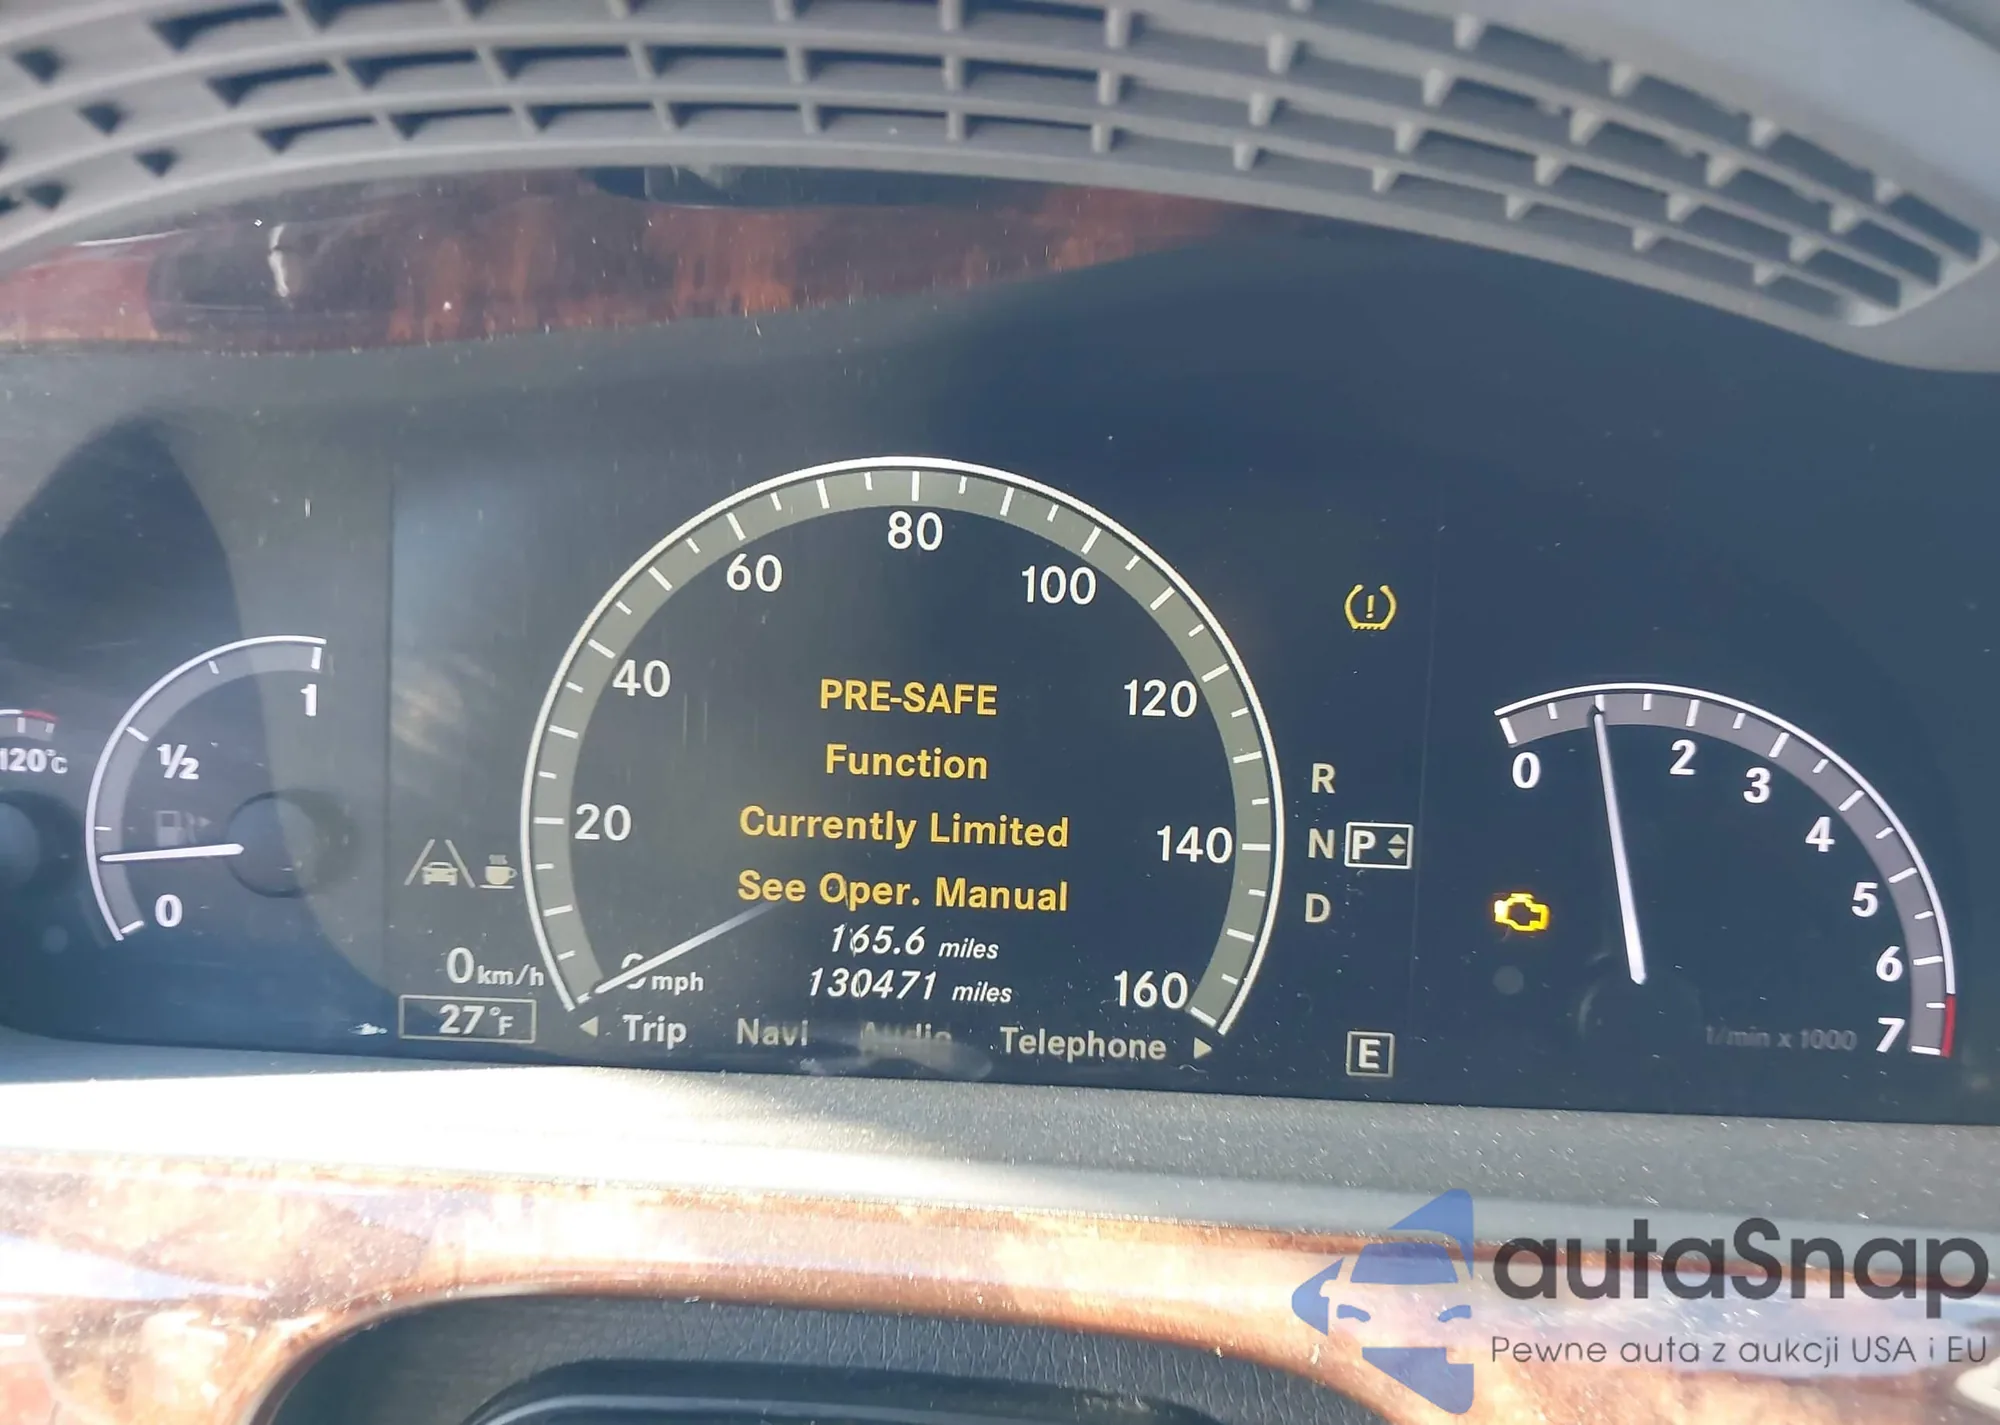 80
60
100
40
120
20
140
160
PRE-SAFE
Function
Currently Limited
See Oper. Manual
165.6 miles
130471 miles
0 mph
Trip Navi Audio Telephone
1
½
0
120°C
0 km/h
27°F
R
N P
D
E
0
2
3
4
5
6
7
1/min x 1000
autaSnap
Pewne auta z aukcji USA i EU